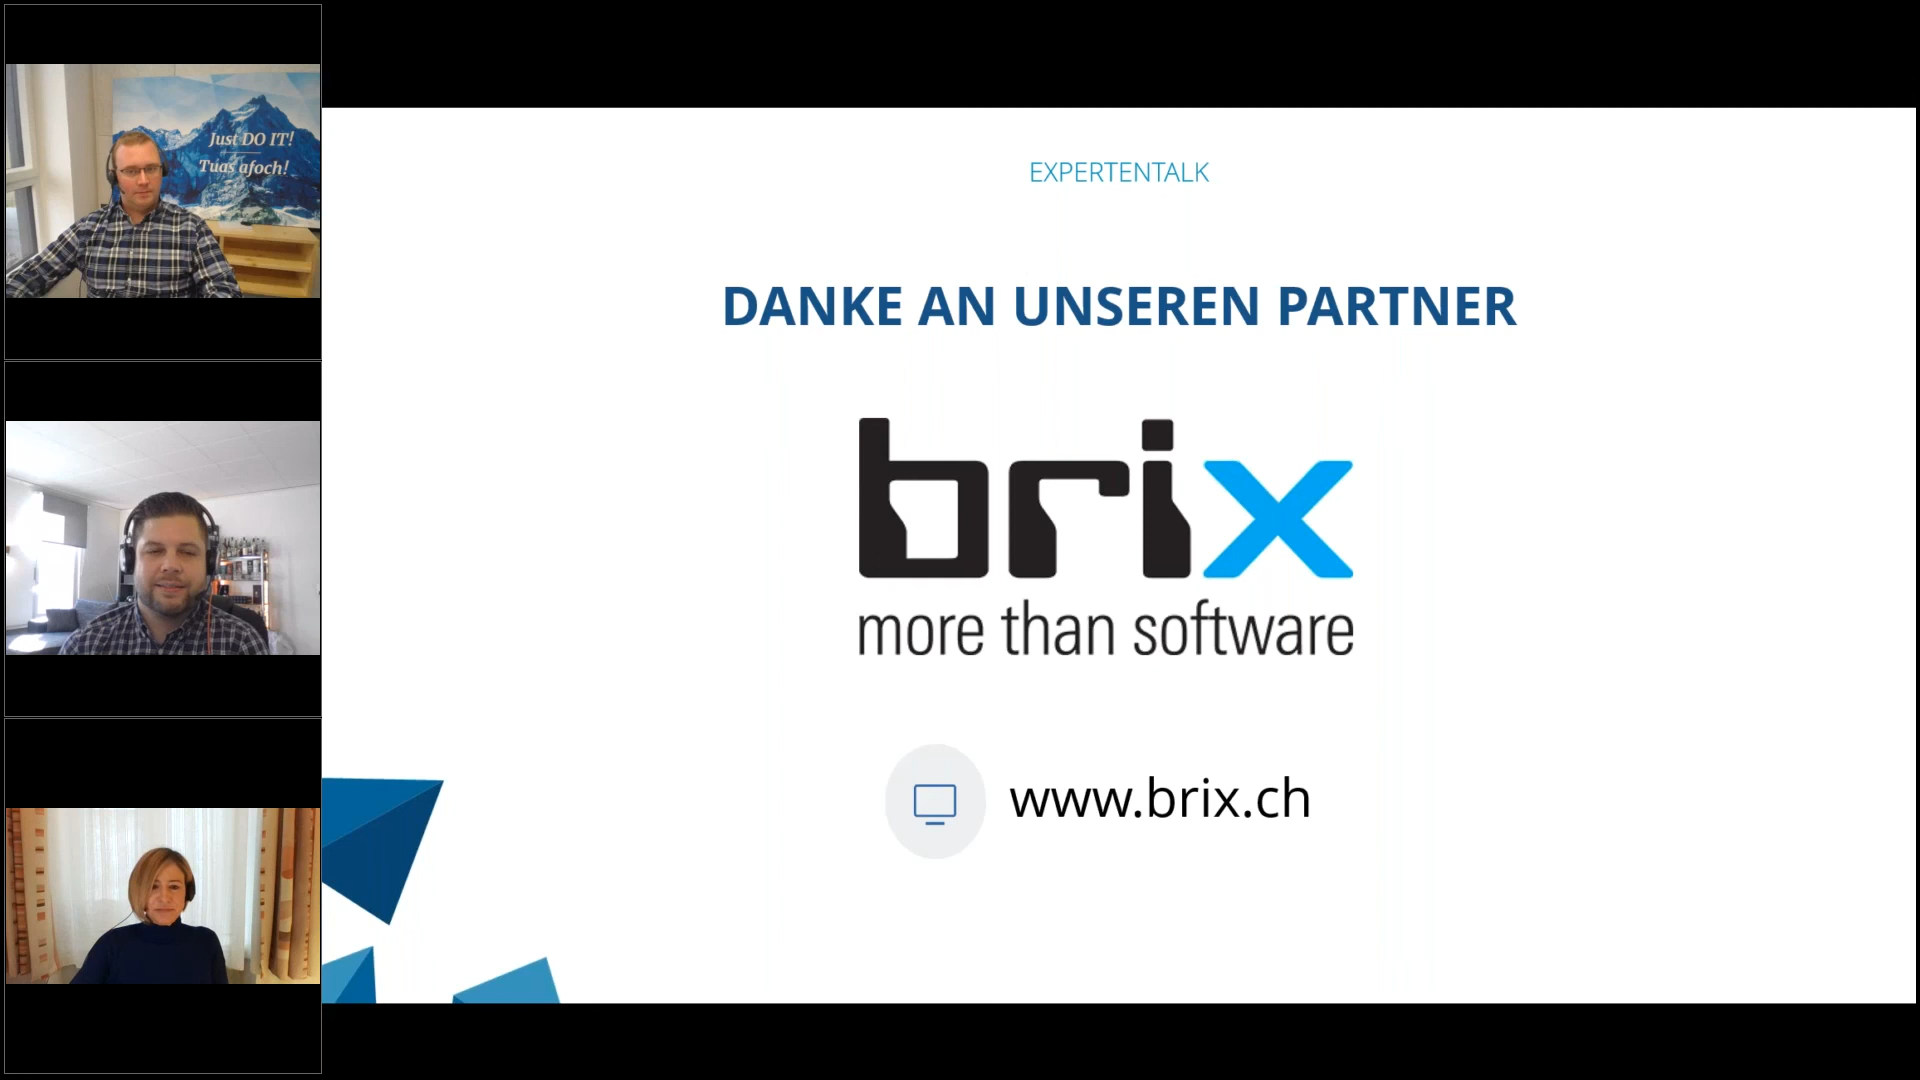 Just DO IT!
Tuas afoch!
EXPERTENTALK
DANKE AN UNSEREN PARTNER
brix
more than software
www.brix.ch